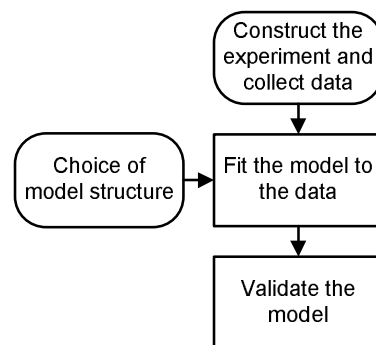 Construct the
experiment and
collect data
Choice of
model structure
Fit the model to
the data
Validate the
model